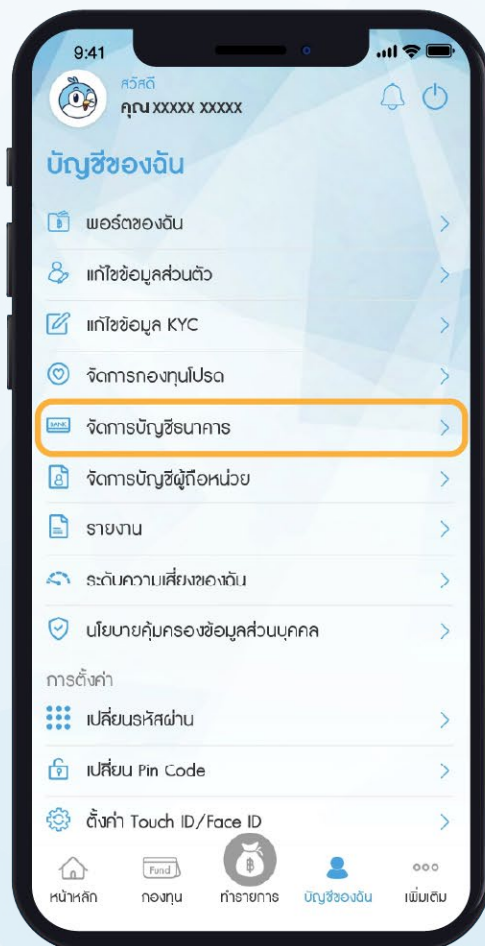 9:41
สวัสดี
คุณ xxxxx xxxxx
บัญชีของฉัน
พอร์ตของฉัน
แก้ไขข้อมูลส่วนตัว
แก้ไขข้อมูล KYC
จัดการกองทุนโปรด
BANK จัดการบัญชีธนาคาร
จัดการบัญชีผู้ถือหน่วย
รายงาน
ระดับความเสี่ยงของฉัน
นโยบายคุ้มครองข้อมูลส่วนบุคคล
การตั้งค่า
เปลี่ยนรหัสผ่าน
เปลี่ยน Pin Code
ตั้งค่า Touch ID/Face ID
Fund
หน้าหลัก กองทุน ทำรายการ บัญชีของฉัน เพิ่มเติม